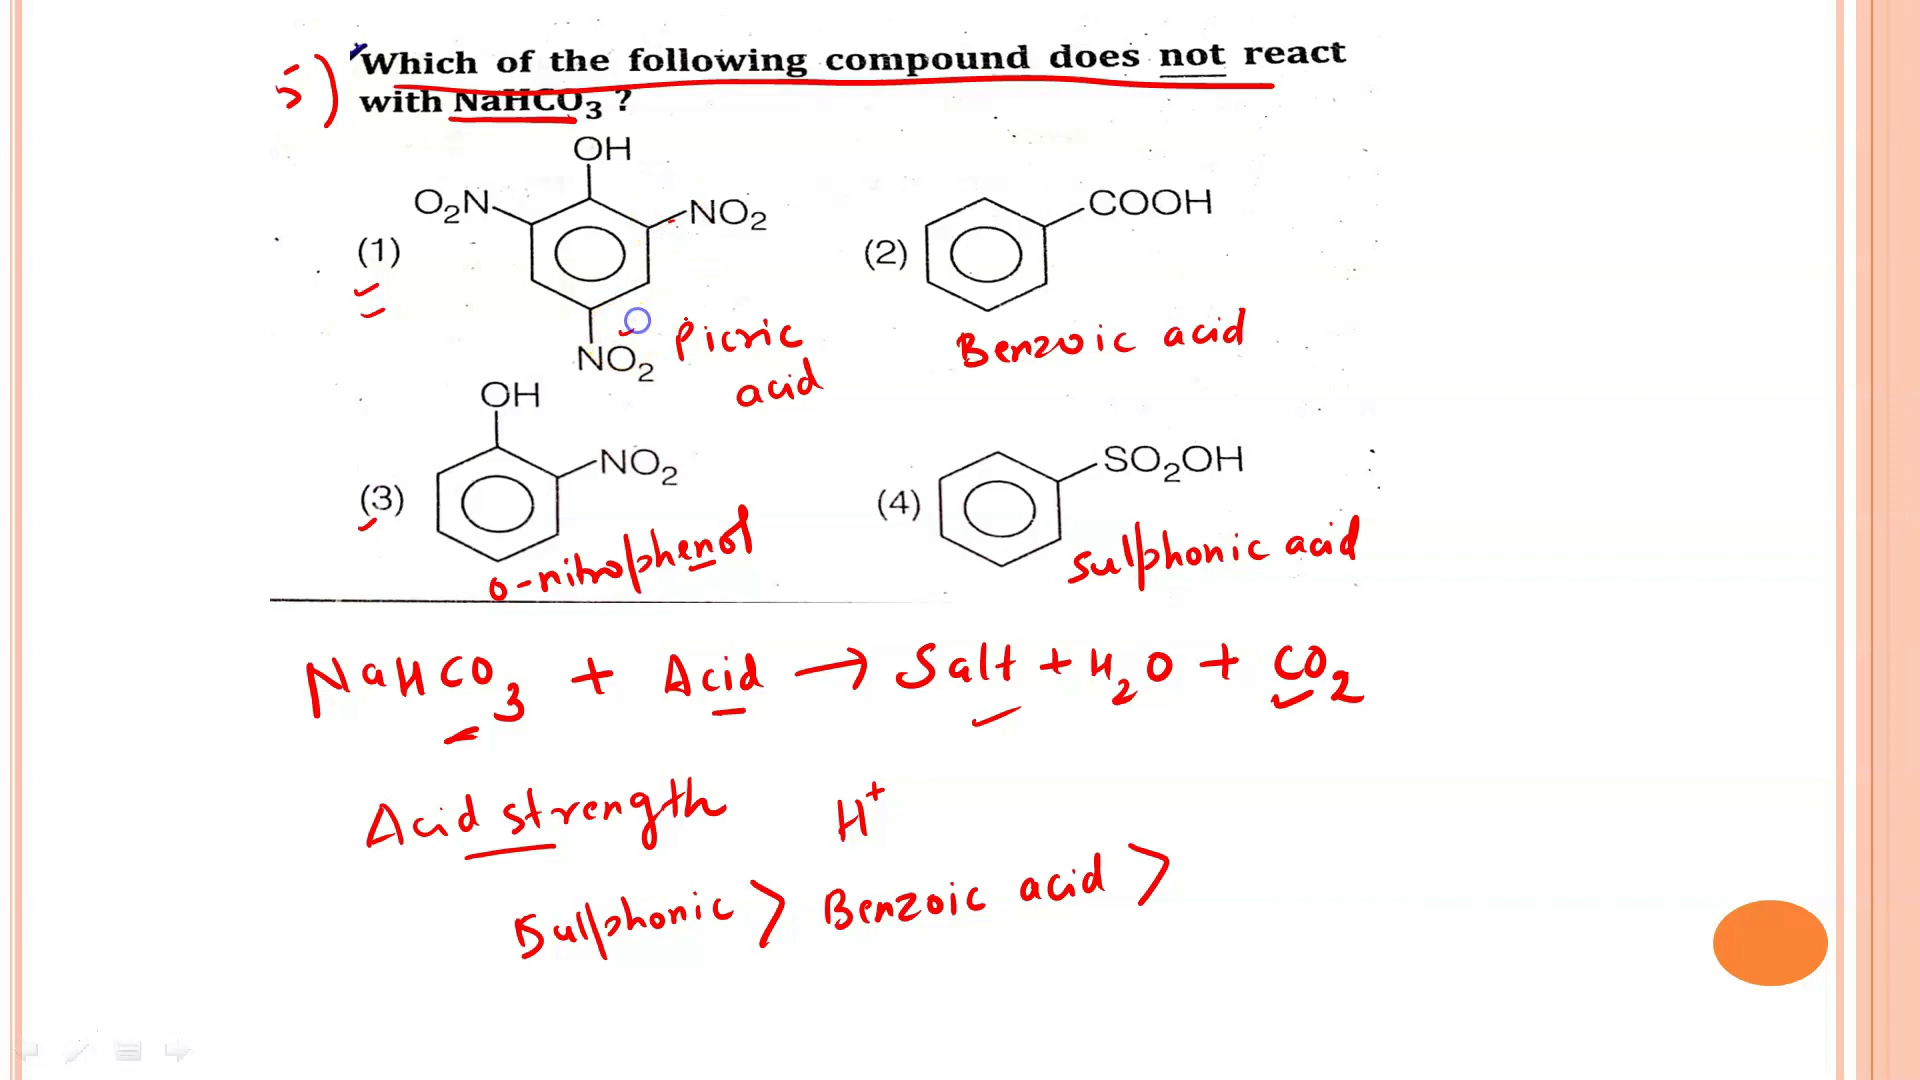 5) Which of the following compound does not react
with NaHCO3 ?
(1)
OH
O2N
NO2
NO2
Picric
acid
(2)
COOH
Benzoic acid
(3)
OH
NO2
o-nitrophenol
(4)
SO2OH
sulphonic acid
NaHCO3 + Acid → Salt + H2O + CO2
Acid strength H+
Sulphonic > Benzoic acid >